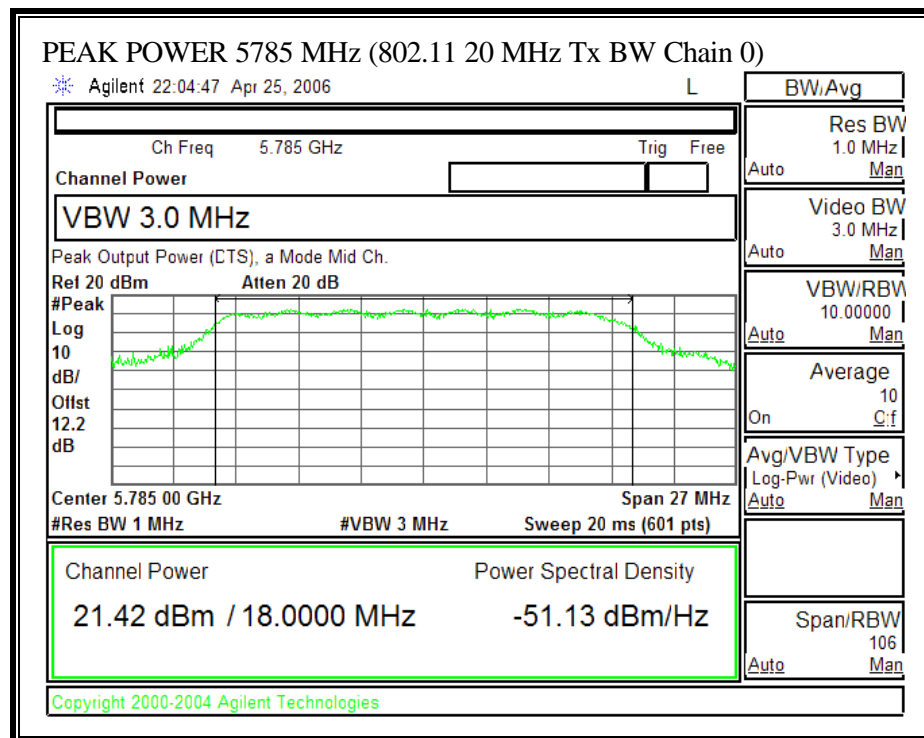 PEAK POWER 5785 MHz (802.11 20 MHz Tx BW Chain 0)
Agilent 22:04:47 Apr 25, 2006 L
BW/Avg
Ch Freq 5.785 GHz Trig Free
Channel Power
VBW 3.0 MHz
Peak Output Power (DTS), a Mode Mid Ch.
Ref 20 dBm Atten 20 dB
#Peak
Log
10
dB/
Offst
12.2
dB
Center 5.785 00 GHz Span 27 MHz
#Res BW 1 MHz #VBW 3 MHz Sweep 20 ms (601 pts)
Channel Power Power Spectral Density
21.42 dBm / 18.0000 MHz -51.13 dBm/Hz
Copyright 2000-2004 Agilent Technologies
Res BW
1.0 MHz
Auto Man
Video BW
3.0 MHz
Auto Man
VBW/RBW
10.00000
Auto Man
Average
10
On Off
Avg/VBW Type
Log-Pwr (Video)
Auto Man
Span/RBW
106
Auto Man